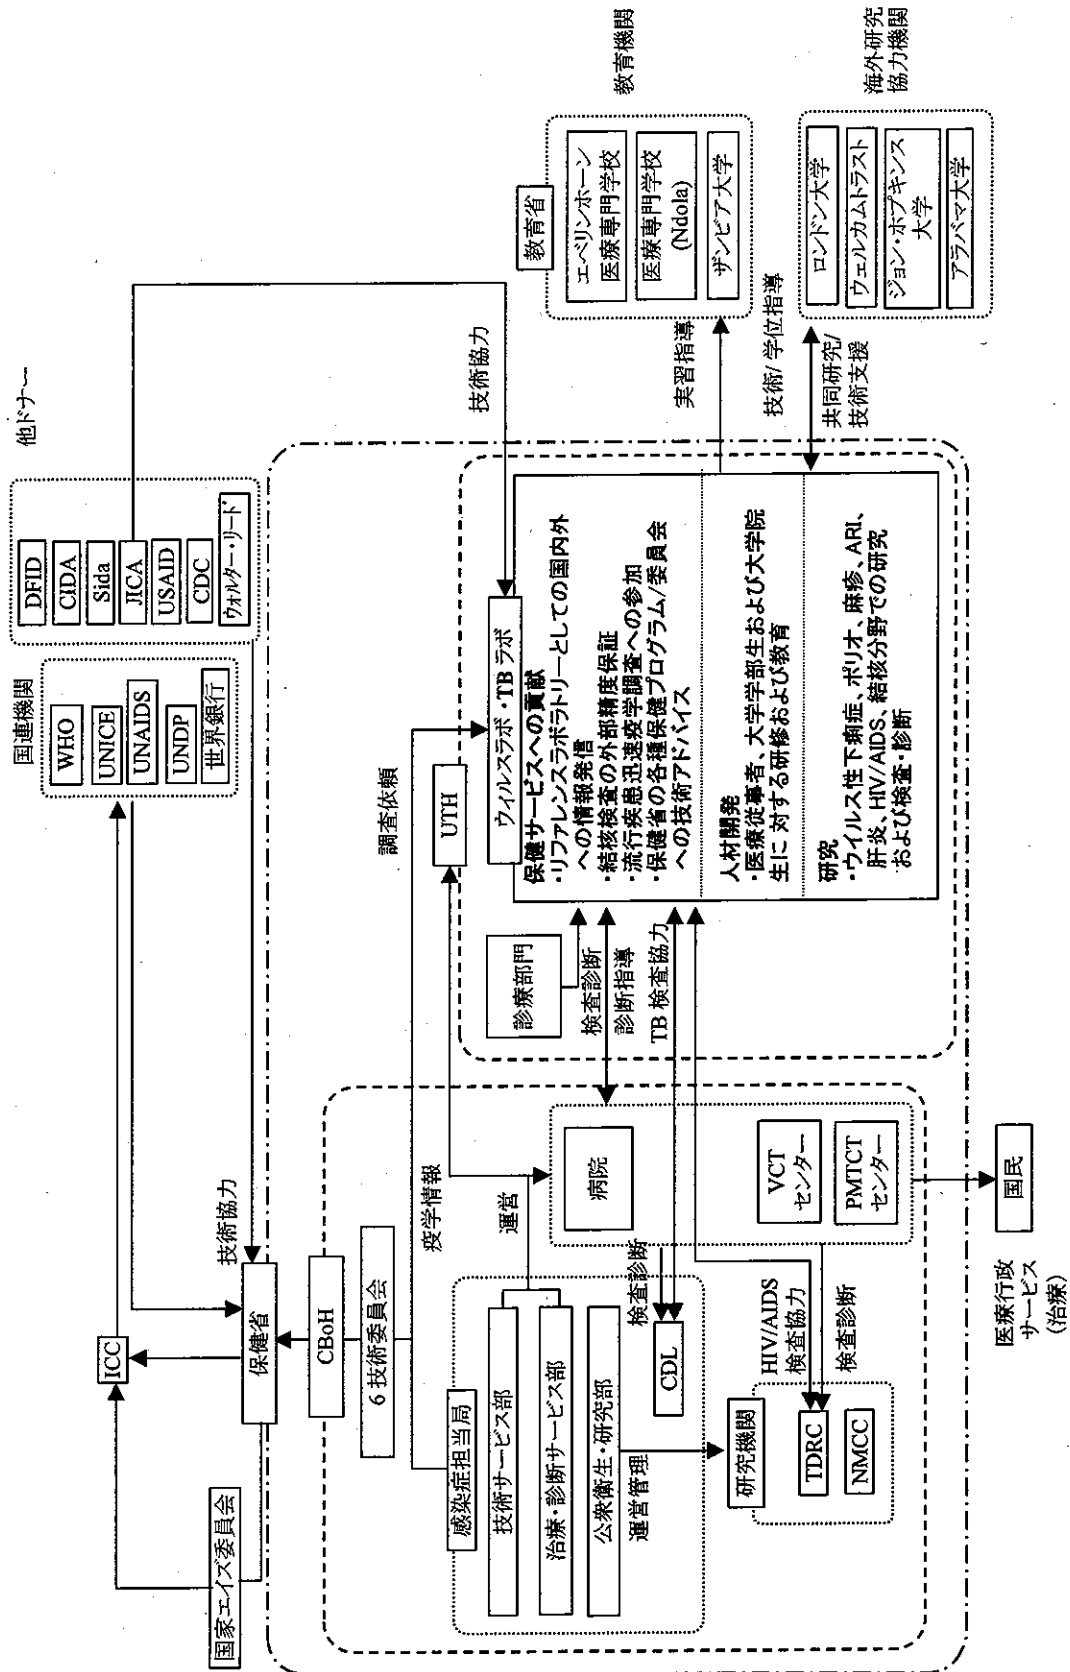 他ドナー
国連機関
DFID
CIDA
Sida
JICA
USAID
CDC
ウォルター・リード
WHO
UNICE
UNAIDS
UNDP
世界銀行
ICC
国家エイズ委員会
保健省
技術協力
技術協力
教育省
教育機関
エベリンホーン
医療専門学校
医療専門学校
(Ndola)
ザンビア大学
実習指導
技術/学位指導
共同研究/
技術支援
海外研究
協力機関
ロンドン大学
ウェルカムトラスト
ジョン・ホプキンス
大学
アラバマ大学
CBoH
6技術委員会
疫学情報
調査依頼
運営
UTH
ウィルスラボ・TBラボ
保健サービスへの貢献
・リファレンスラボラトリーとしての国内外
への情報発信
・結核検査の外部精度保証
・流行疾患迅速疫学調査への参加
・保健省の各種保健プログラム/委員会
への技術アドバイス
人材開発
・医療従事者、大学学部生および大学院
生に 対する研修および教育
研究
・ウイルス性下痢症、ポリオ、麻疹、ARI、
肝炎、HIV/AIDS、結核分野での研究
および検査・診断
診療部門
検査診断
診断指導
TB 検査協力
感染症担当局
技術サービス部
治療・診断サービス部
公衆衛生・研究部
運営管理
CDL
検査診断
病院
VCT
センター
PMTCT
センター
研究機関
TDRC
NMCC
HIV/AIDS
検査協力
検査診断
国民
医療行政
サービス
(治療)